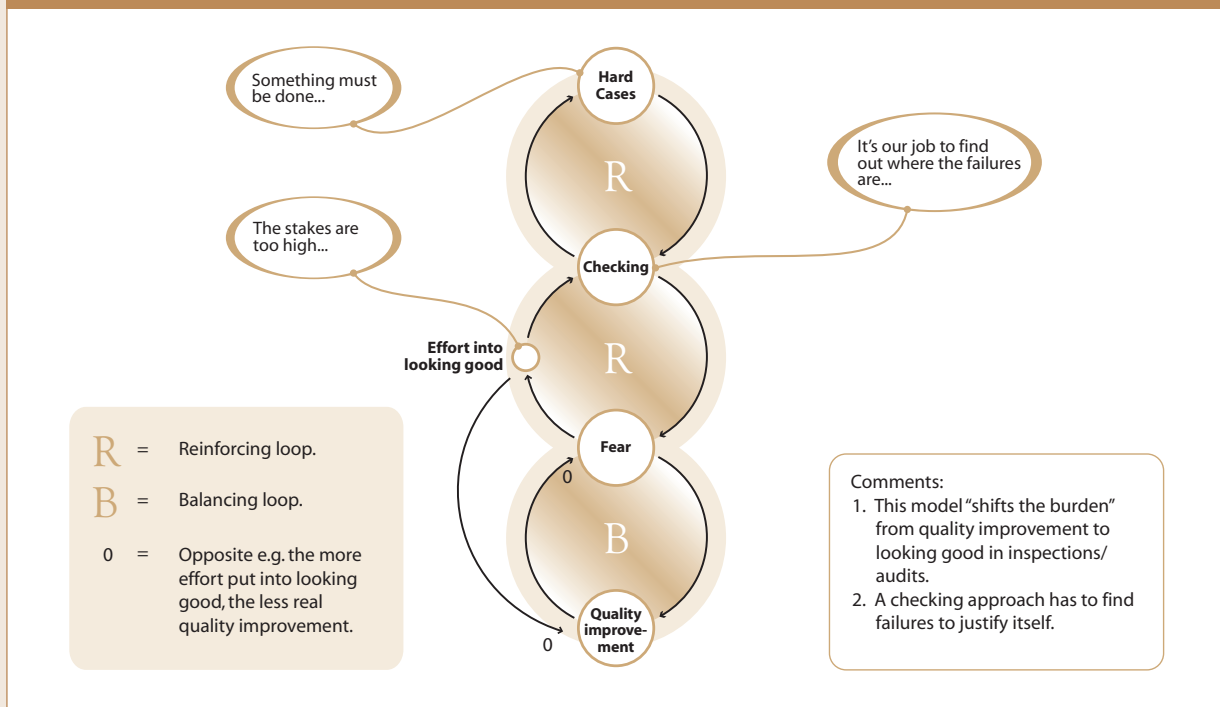 Something must
be done...
Hard
Cases
It's our job to find
out where the failures
are...
R
The stakes are
too high...
Checking
Effort into
looking good
R
Fear
0
B
Quality
improve-
ment
0
R = Reinforcing loop.
B = Balancing loop.
0 = Opposite e.g. the more
effort put into looking
good, the less real
quality improvement.
Comments:
1. This model “shifts the burden”
from quality improvement to
looking good in inspections/
audits.
2. A checking approach has to find
failures to justify itself.